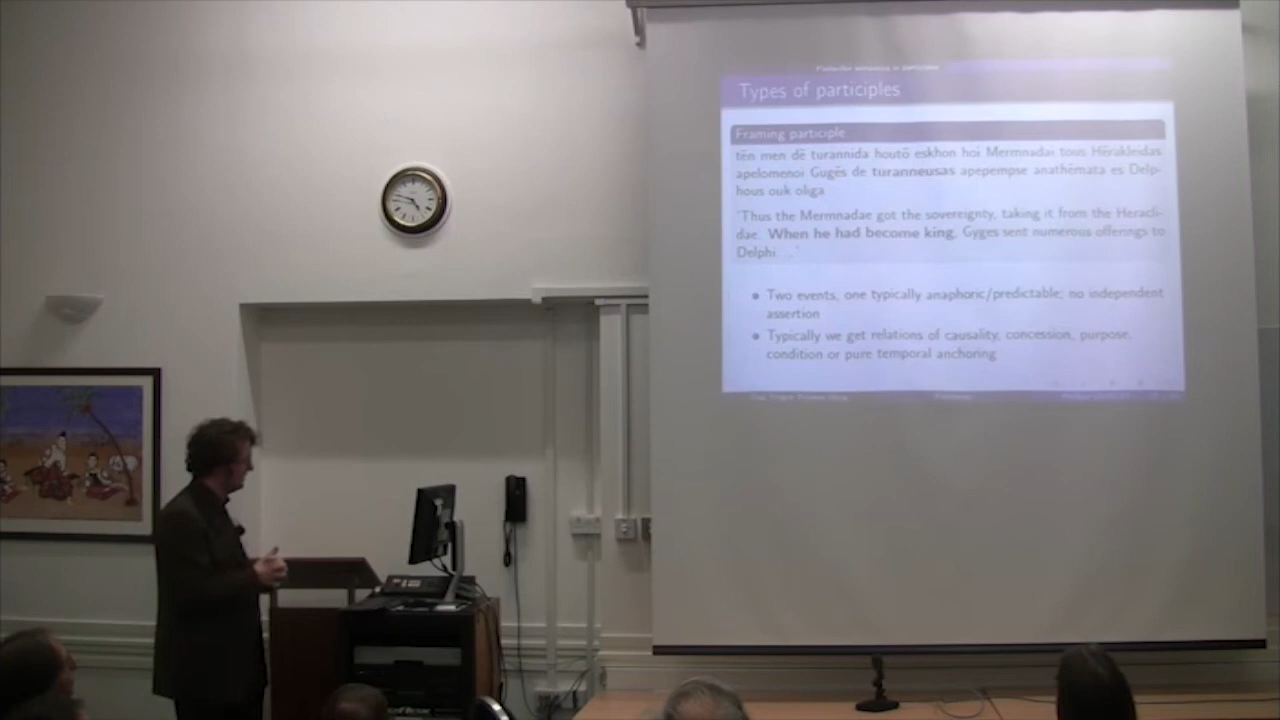 Types of participles
Framing participle
tēn men dē turannida houtō eskhon hoi Mermnadai tous Hērakleidas
apelomenoi Gugēs de turanneusas apepempse anathēmata es Delp-
hous ouk oliga
'Thus the Mermnadae got the sovereignty, taking it from the Heracli-
dae. When he had become king, Gyges sent numerous offerings to
Delphi ...'
• Two events, one typically anaphoric/predictable; no independent
assertion
• Typically we get relations of causality, concession, purpose,
condition or pure temporal anchoring